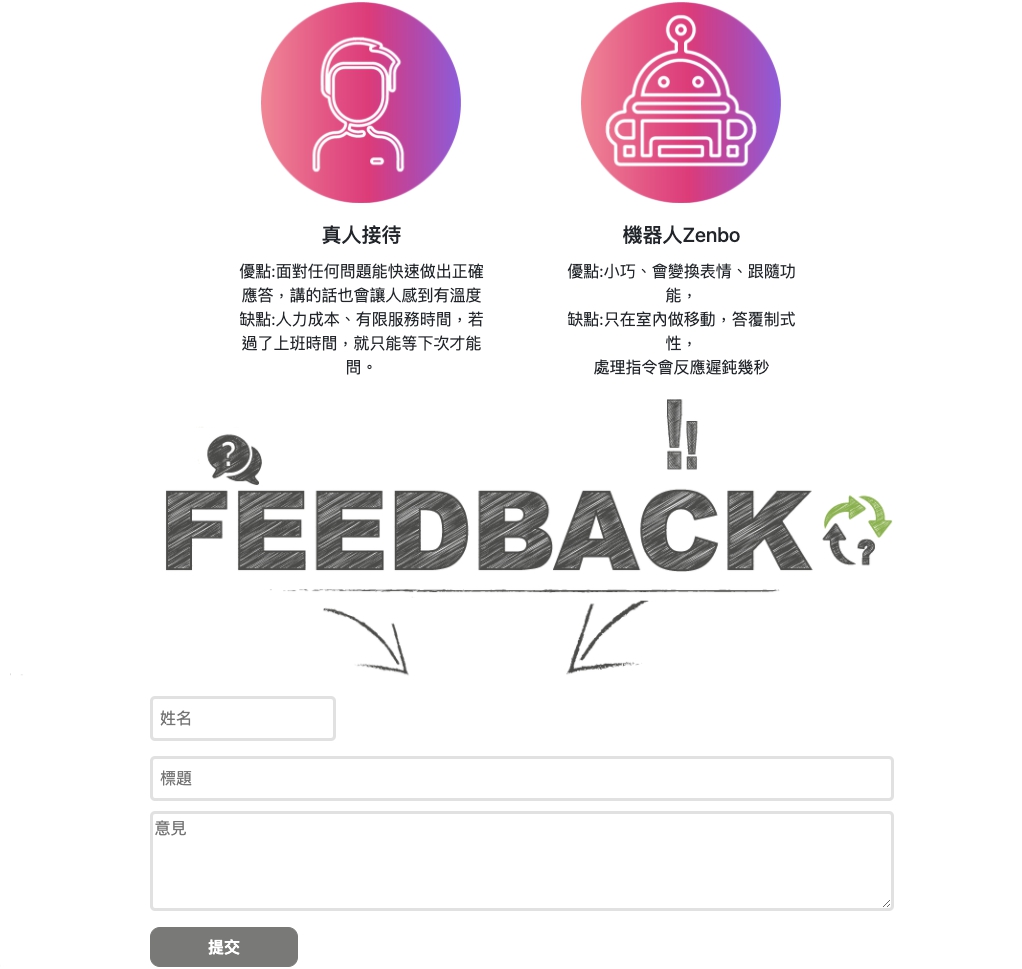 真人接待
優點:面對任何問題能快速做出正確
應答，講的話也會讓人感到有溫度
缺點:人力成本、有限服務時間，若
過了上班時間，就只能等下次才能
問。
機器人Zenbo
優點:小巧、會變換表情、跟隨功
能，
缺點:只在室內做移動，答覆制式
性，
處理指令會反應遲鈍幾秒
?
!!
FEEDBACK
?
姓名
標題
意見
提交